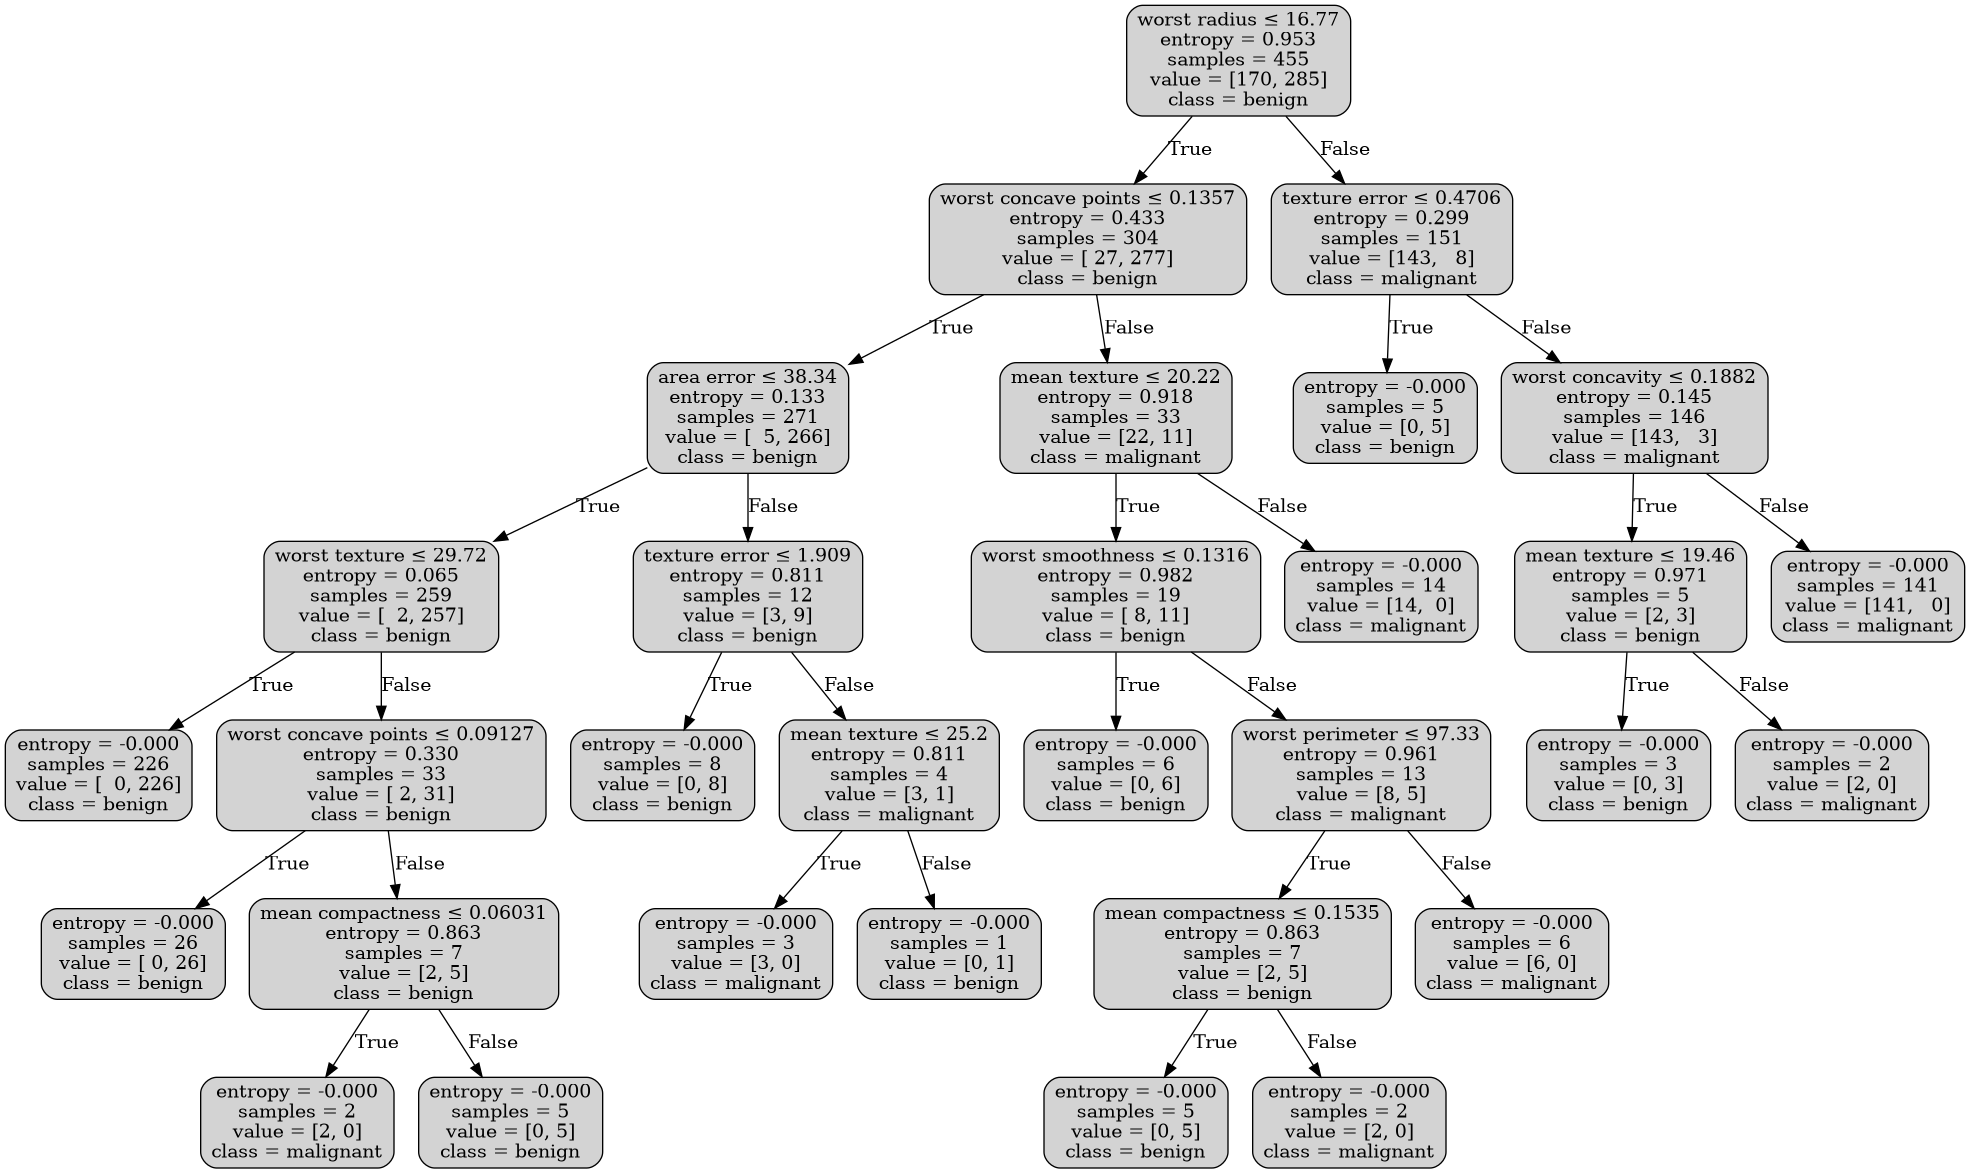 worst radius ≤ 16.77
entropy = 0.953
samples = 455
value = [170, 285]
class = benign
True
False
worst concave points ≤ 0.1357
entropy = 0.433
samples = 304
value = [ 27, 277]
class = benign
texture error ≤ 0.4706
entropy = 0.299
samples = 151
value = [143,   8]
class = malignant
True
False
True
False
area error ≤ 38.34
entropy = 0.133
samples = 271
value = [  5, 266]
class = benign
mean texture ≤ 20.22
entropy = 0.918
samples = 33
value = [22, 11]
class = malignant
entropy = -0.000
samples = 5
value = [0, 5]
class = benign
worst concavity ≤ 0.1882
entropy = 0.145
samples = 146
value = [143,   3]
class = malignant
True
False
True
False
True
False
worst texture ≤ 29.72
entropy = 0.065
samples = 259
value = [  2, 257]
class = benign
texture error ≤ 1.909
entropy = 0.811
samples = 12
value = [3, 9]
class = benign
worst smoothness ≤ 0.1316
entropy = 0.982
samples = 19
value = [ 8, 11]
class = benign
entropy = -0.000
samples = 14
value = [14,  0]
class = malignant
mean texture ≤ 19.46
entropy = 0.971
samples = 5
value = [2, 3]
class = benign
entropy = -0.000
samples = 141
value = [141,   0]
class = malignant
True
False
True
False
True
False
True
False
entropy = -0.000
samples = 226
value = [  0, 226]
class = benign
worst concave points ≤ 0.09127
entropy = 0.330
samples = 33
value = [ 2, 31]
class = benign
entropy = -0.000
samples = 8
value = [0, 8]
class = benign
mean texture ≤ 25.2
entropy = 0.811
samples = 4
value = [3, 1]
class = malignant
entropy = -0.000
samples = 6
value = [0, 6]
class = benign
worst perimeter ≤ 97.33
entropy = 0.961
samples = 13
value = [8, 5]
class = malignant
entropy = -0.000
samples = 3
value = [0, 3]
class = benign
entropy = -0.000
samples = 2
value = [2, 0]
class = malignant
True
False
True
False
True
False
entropy = -0.000
samples = 26
value = [ 0, 26]
class = benign
mean compactness ≤ 0.06031
entropy = 0.863
samples = 7
value = [2, 5]
class = benign
entropy = -0.000
samples = 3
value = [3, 0]
class = malignant
entropy = -0.000
samples = 1
value = [0, 1]
class = benign
mean compactness ≤ 0.1535
entropy = 0.863
samples = 7
value = [2, 5]
class = benign
entropy = -0.000
samples = 6
value = [6, 0]
class = malignant
True
False
True
False
entropy = -0.000
samples = 2
value = [2, 0]
class = malignant
entropy = -0.000
samples = 5
value = [0, 5]
class = benign
entropy = -0.000
samples = 5
value = [0, 5]
class = benign
entropy = -0.000
samples = 2
value = [2, 0]
class = malignant